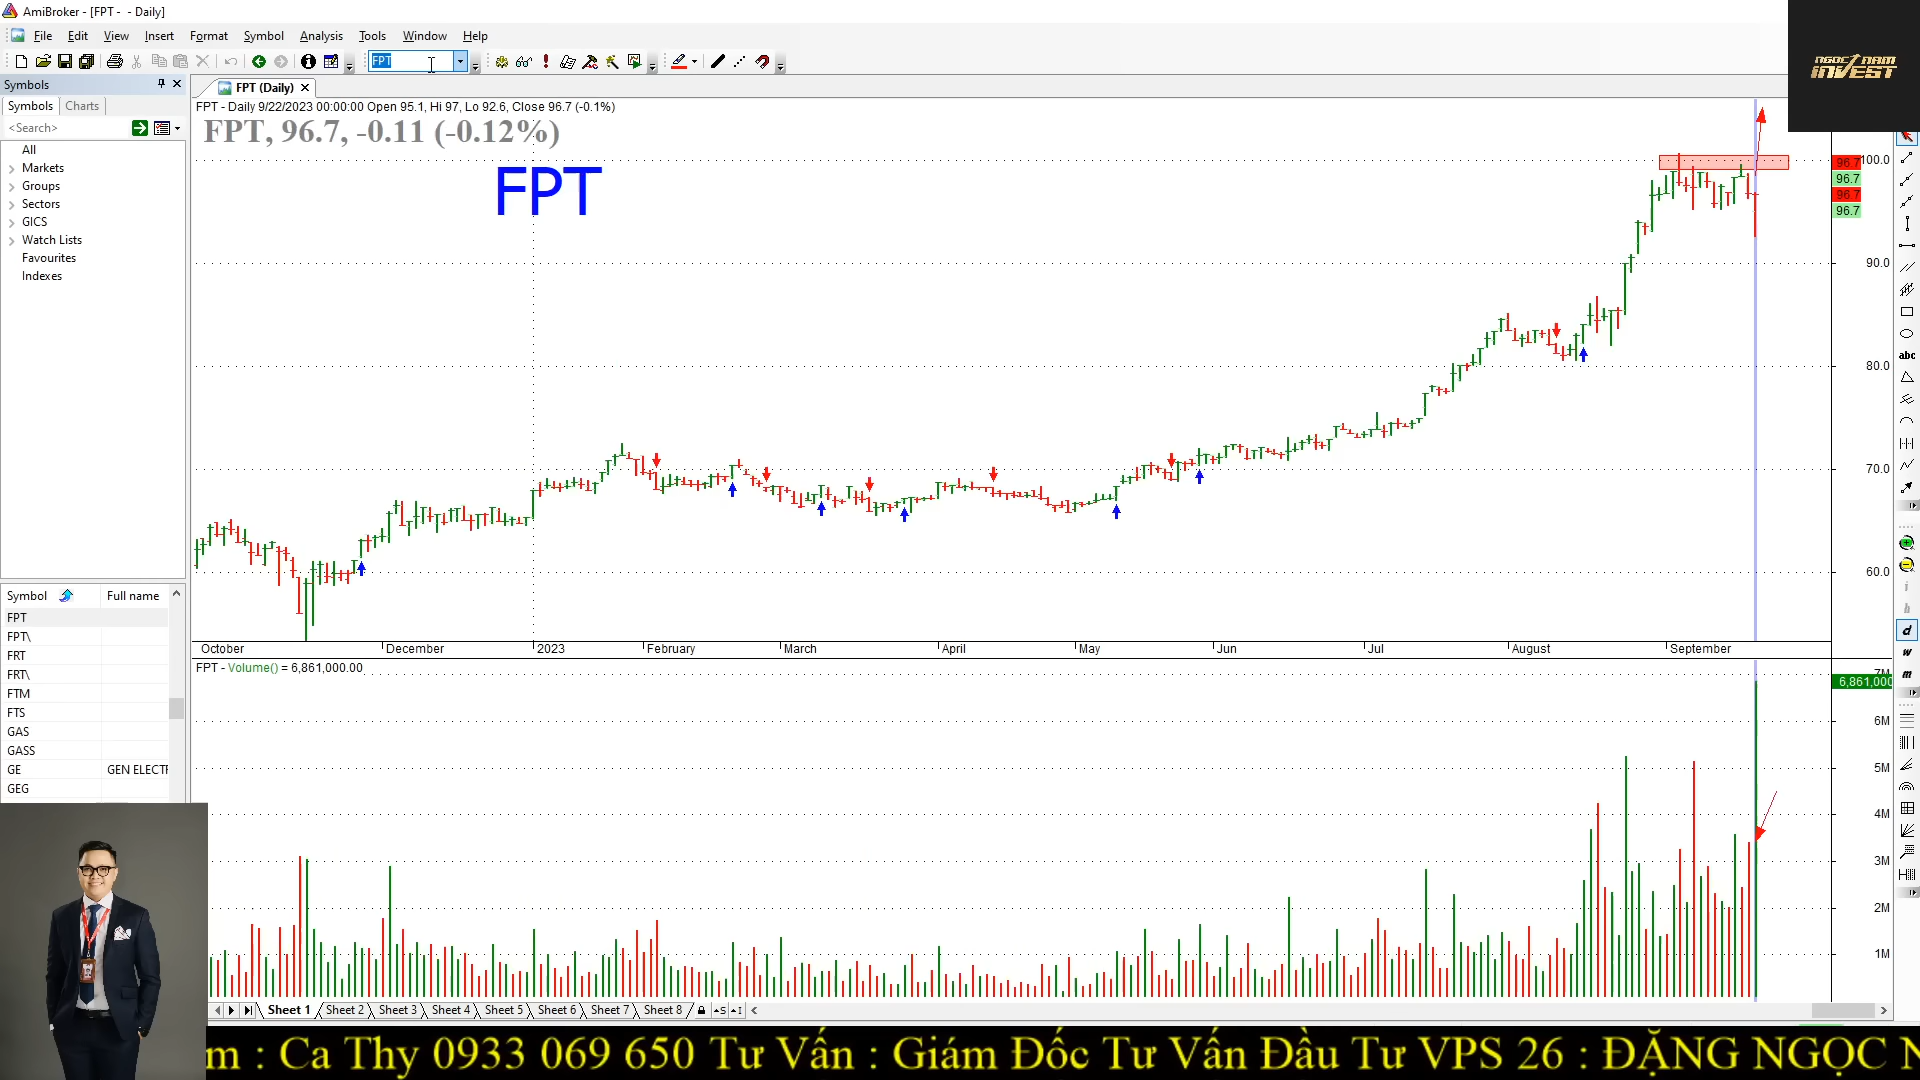 AmiBroker - [FPT - - Daily]
File Edit View Insert Format Symbol Analysis Tools Window Help
FPT
NGOC NAM
INVEST
Symbols
Symbols Charts
<Search>
All
Markets
Groups
Sectors
GICS
Watch Lists
Favourites
Indexes
FPT (Daily)
FPT - Daily 9/22/2023 00:00:00 Open 95.1, Hi 97, Lo 92.6, Close 96.7 (-0.1%)
FPT, 96.7, -0.11 (-0.12%)
FPT
100.0
96.7
96.7
96.7
96.7
90.0
80.0
70.0
60.0
October December 2023 February March April May Jun Jul August September
Symbol Full name
FPT
FPT\
FRT
FRT\
FTM
FTS
GAS
GASS
GE GEN ELECTR
GEG
FPT - Volume() = 6,861,000.00
7M
6,861,000
6M
5M
4M
3M
2M
1M
abc
i
h
d
w
m
Sheet 1 Sheet 2 Sheet 3 Sheet 4 Sheet 5 Sheet 6 Sheet 7 Sheet 8
m : Ca Thy 0933 069 650 Tư Vấn : Giám Đốc Tư Vấn Đầu Tư VPS 26 : ĐẶNG NGỌC N